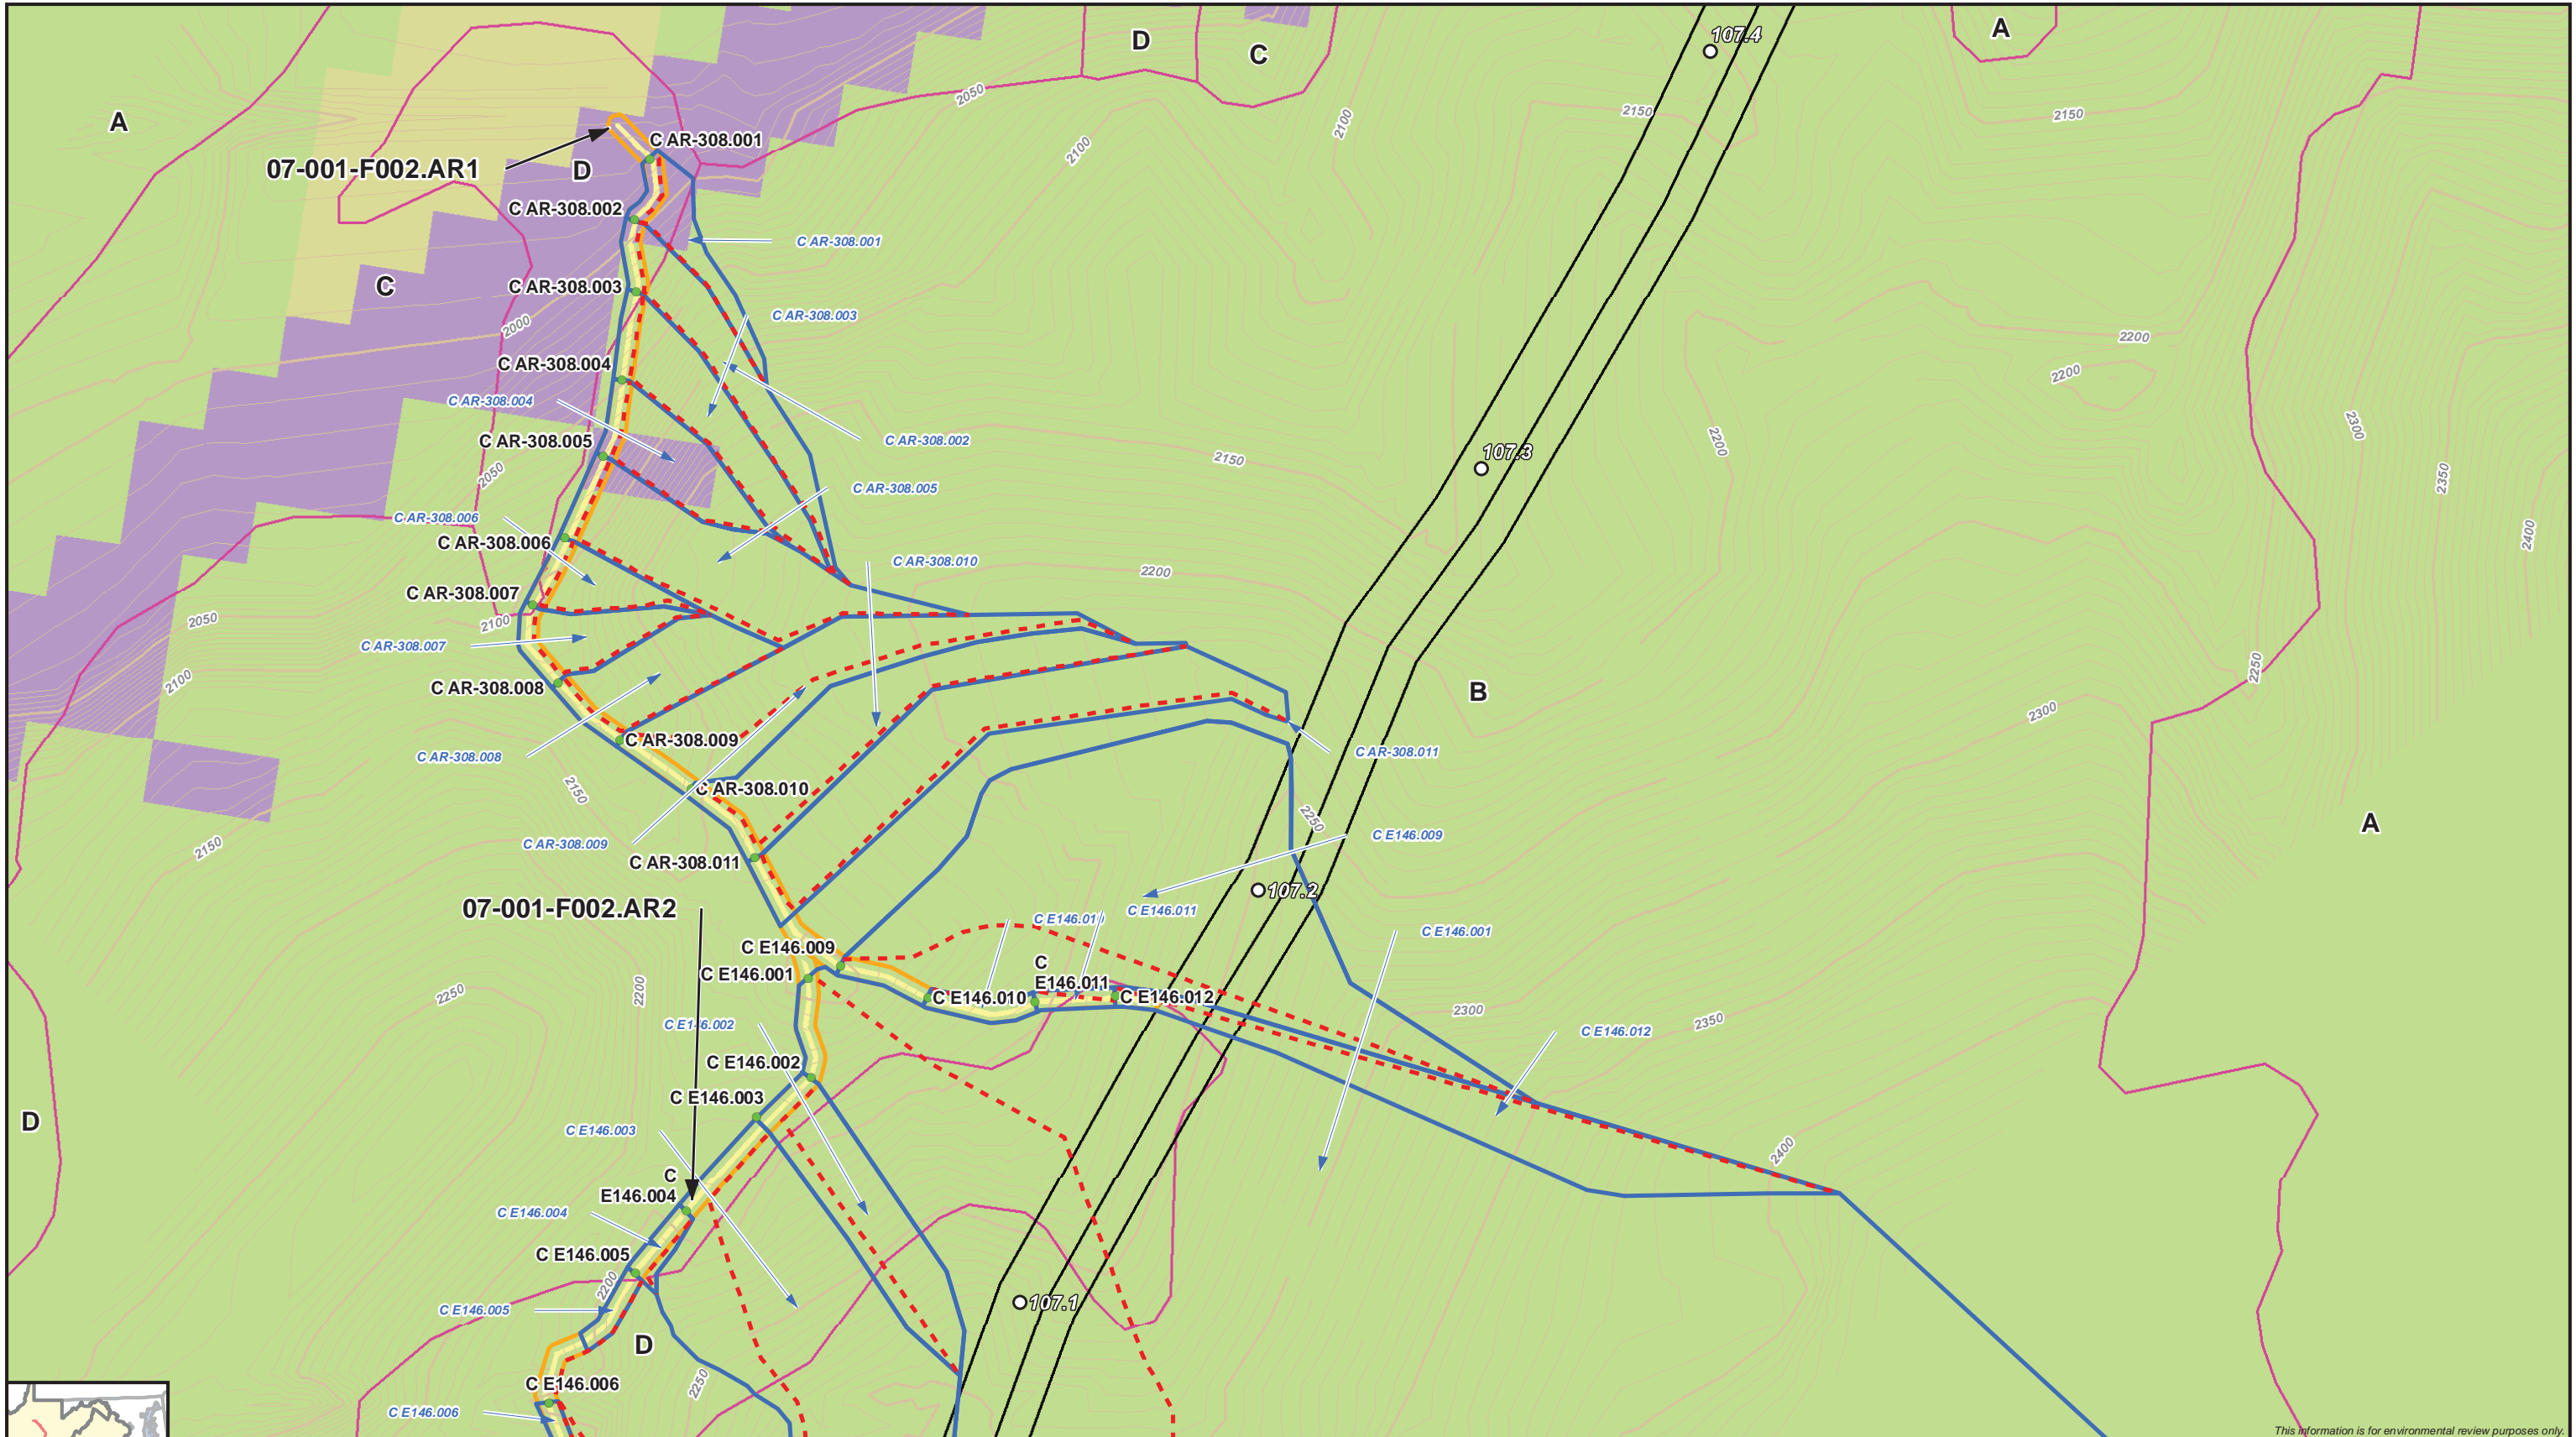 A
D
C
A
107.4
2050
2150
2150
2100
2100
C AR-308.001
07-001-F002.AR1
D
C AR-308.002
C AR-308.001
C
C AR-308.003
C AR-308.003
2000
2200
C AR-308.004
2200
C AR-308.004
C AR-308.002
2300
C AR-308.005
2200
107.3
2150
2350
2050
C AR-308.005
C AR-308.006
2400
C AR-308.006
C AR-308.010
2200
C AR-308.007
2050
2100
C AR-308.007
2250
2100
C AR-308.008
B
2300
C AR-308.009
C AR-308.008
C AR-308.011
2150
C AR-308.010
2250
A
C E146.009
C AR-308.009
2150
C AR-308.011
107.2
07-001-F002.AR2
C E146.011
C E146.010
C E146.001
C E146.009
C
C E146.001
E146.011
2200
2250
C E146.010
C E146.012
2300
2350
C E146.002
C E146.012
C E146.002
C E146.003
D
C E146.003
2400
C
E146.004
C E146.004
C E146.005
2200
107.1
C E146.005
D
C E146.006
2250
C E146.006
This information is for environmental review purposes only.